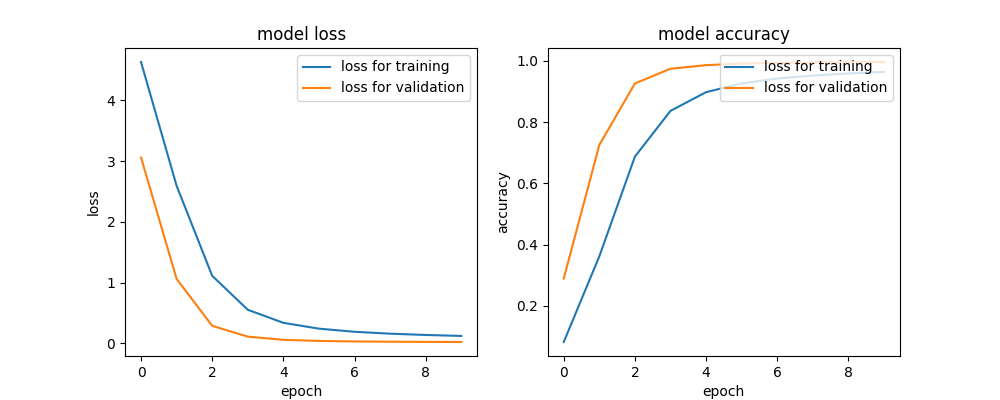 model loss
loss for training
loss for validation
4
3
2
1
0
loss
0
2
4
6
8
epoch
model accuracy
loss for training
loss for validation
1.0
0.8
0.6
0.4
0.2
accuracy
0
2
4
6
8
epoch